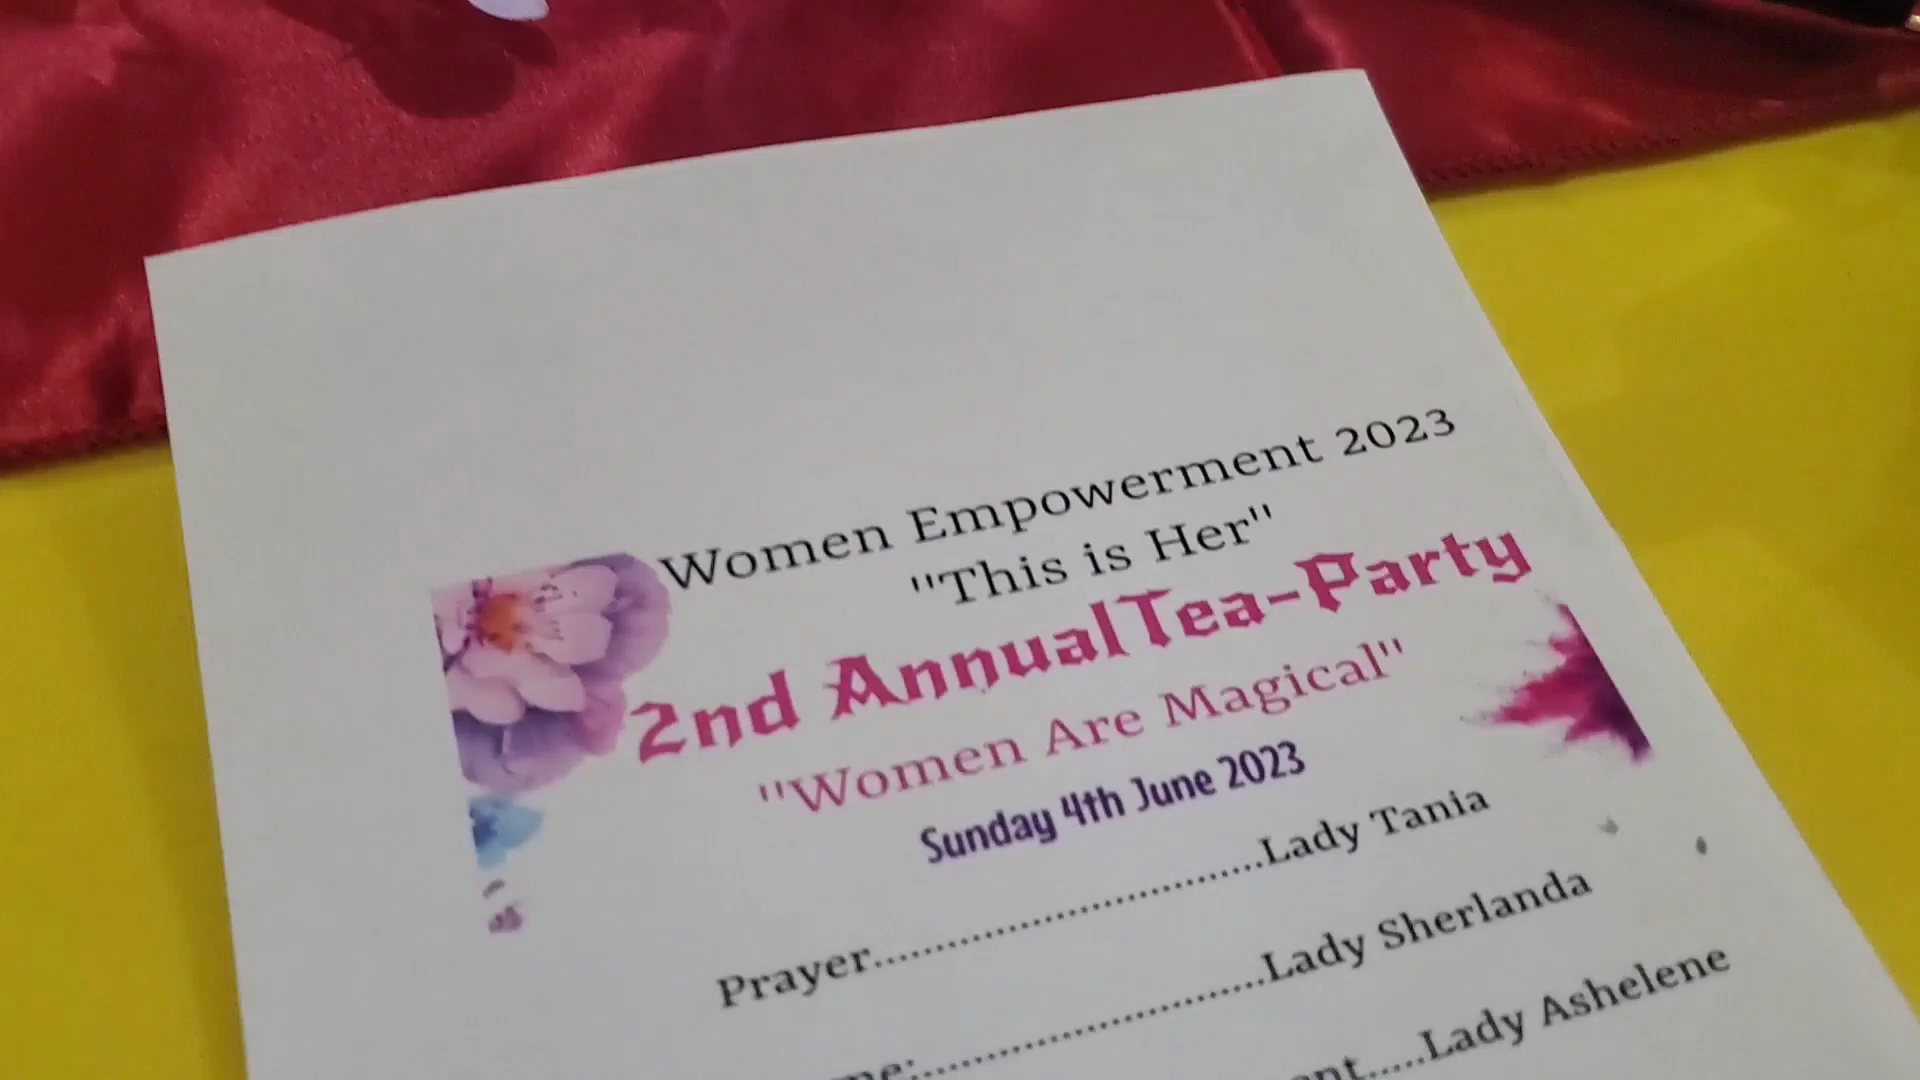 Women Empowerment 2023
"This is Her"
2nd AnnualTea-Party
"Women Are Magical"
Sunday 4th June 2023
Prayer..............................Lady Tania
..............................Lady Sherlanda
.....Lady Ashelene